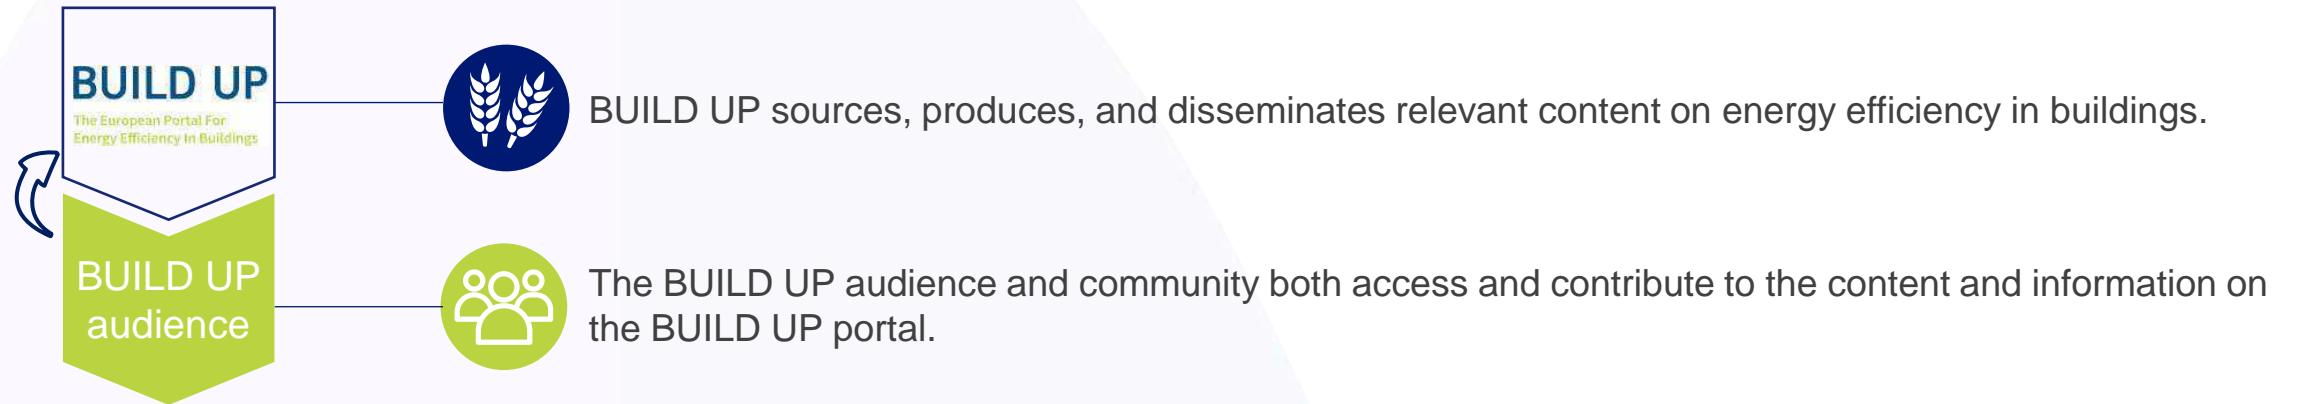 BUILD UP
The European Portal For
Energy Efficiency In Buildings
BUILD UP sources, produces, and disseminates relevant content on energy efficiency in buildings.
BUILD UP
audience
The BUILD UP audience and community both access and contribute to the content and information on
the BUILD UP portal.